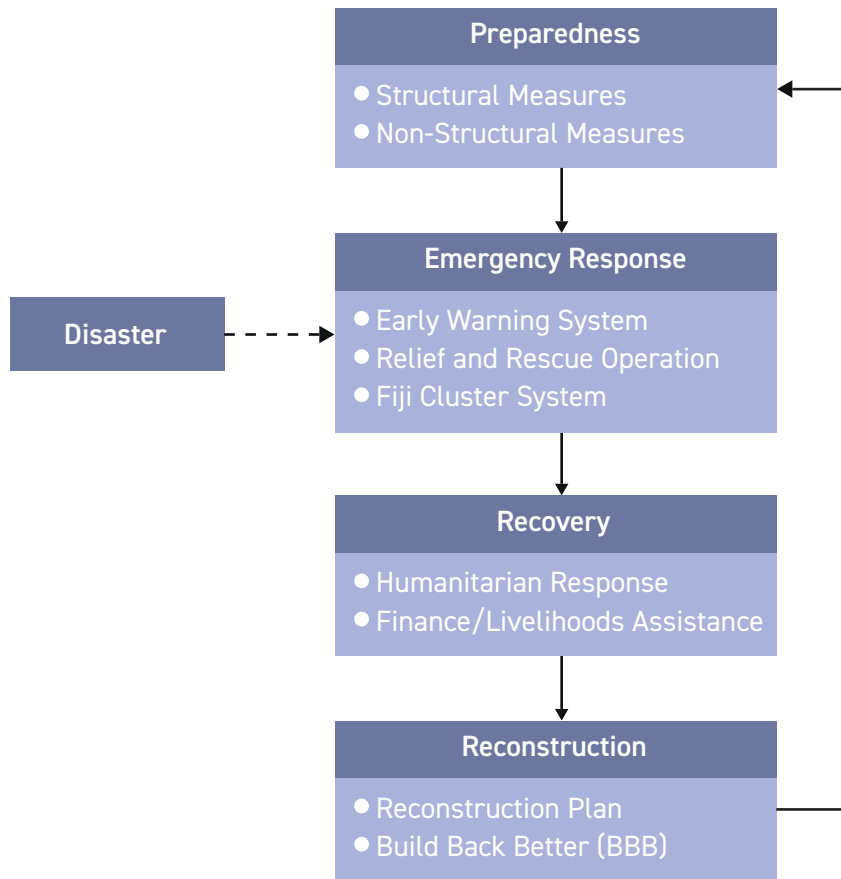 Preparedness
● Structural Measures
● Non-Structural Measures
Emergency Response
Disaster
● Early Warning System
● Relief and Rescue Operation
● Fiji Cluster System
Recovery
● Humanitarian Response
● Finance/Livelihoods Assistance
Reconstruction
● Reconstruction Plan
● Build Back Better (BBB)